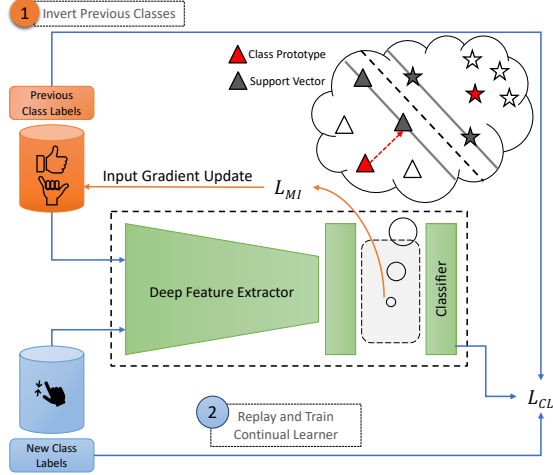 1
Invert Previous Classes
Class Prototype
Support Vector
Previous
Class Labels
Input Gradient Update
L_MI
Deep Feature Extractor
Classifier
L_CL
2
Replay and Train
Continual Learner
New Class
Labels